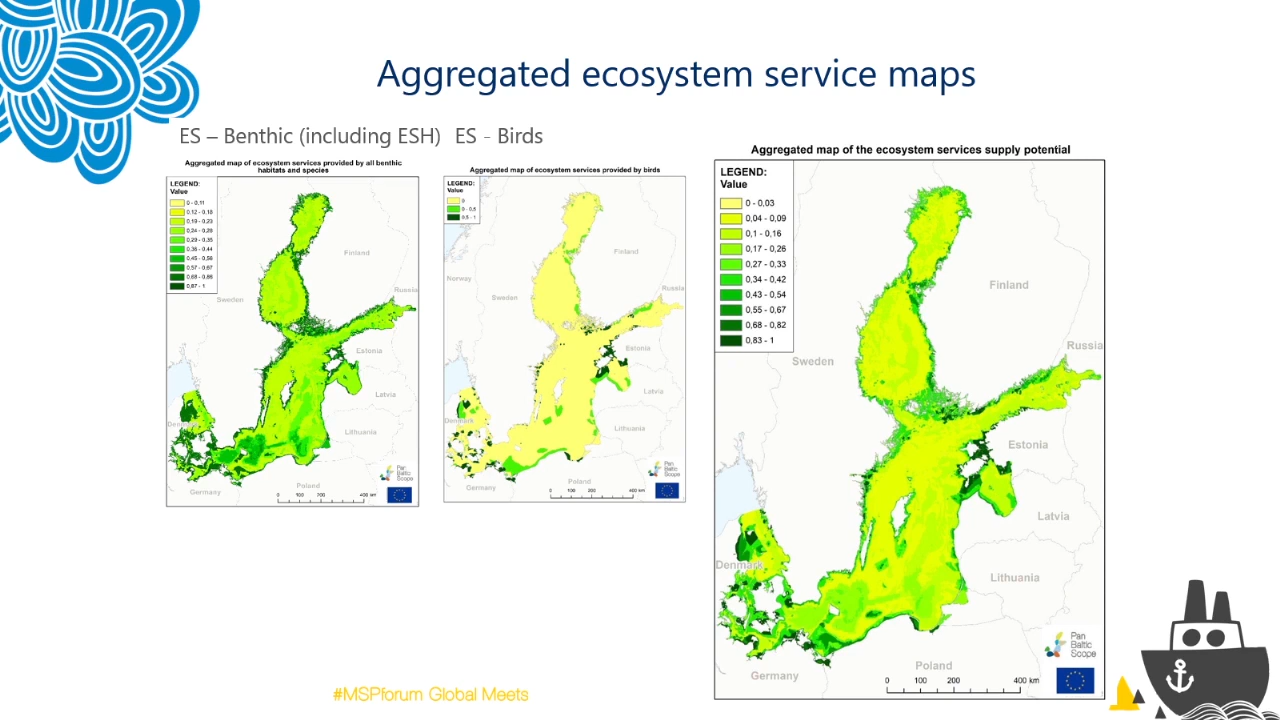 Aggregated ecosystem service maps
ES – Benthic (including ESH) ES - Birds
Aggregated map of ecosystem services provided by all benthic
habitats and species
LEGEND:
Value
0 - 0,11
0,12 - 0,18
0,19 - 0,23
0,24 - 0,28
0,29 - 0,35
0,36 - 0,44
0,45 - 0,56
0,57 - 0,67
0,68 - 0,86
0,87 - 1
Finland
Sweden
Russia
Estonia
Latvia
Denmark
Lithuania
Poland
Germany
0 100 200 400 km
Pan
Baltic
Scope
Aggregated map of ecosystem services provided by birds
LEGEND:
Value
0
0 - 0,5
0,5 - 1
Norway
Finland
Sweden
Russia
Estonia
Latvia
Denmark
Lithuania
Poland
Germany
0 100 200 400 km
Pan
Baltic
Scope
Aggregated map of the ecosystem services supply potential
LEGEND:
Value
0 - 0,03
0,04 - 0,09
0,1 - 0,16
0,17 - 0,26
0,27 - 0,33
0,34 - 0,42
0,43 - 0,54
0,55 - 0,67
0,68 - 0,82
0,83 - 1
Finland
Sweden
Russia
Estonia
Latvia
Denmark
Lithuania
Poland
Germany
0 100 200 400 km
Pan
Baltic
Scope
#MSPforum Global Meets